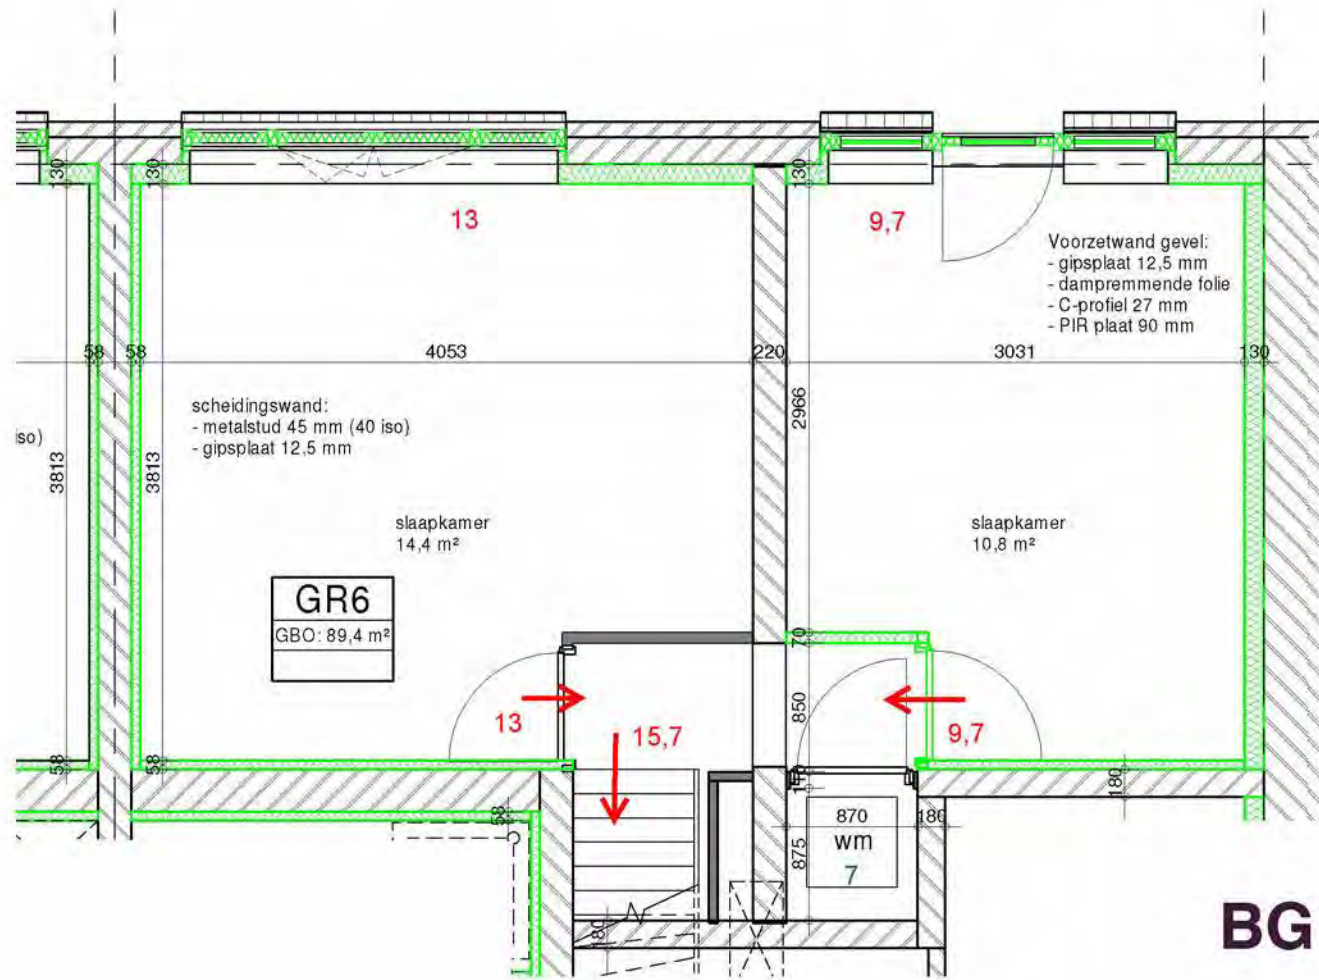 130
130
130
13
9,7
Voorzetwand gevel:
- gipsplaat 12,5 mm
- dampremmende folie
- C-profiel 27 mm
- PIR plaat 90 mm
58
58
4053
220
3031
130
2966
scheidingswand:
- metalstud 45 mm (40 iso)
- gipsplaat 12,5 mm
iso)
3813
3813
slaapkamer
14,4 m²
slaapkamer
10,8 m²
GR6
GBO: 89,4 m²
70
850
13
15,7
9,7
58
58
110
180
58
870
180
wm
7
875
180
BG